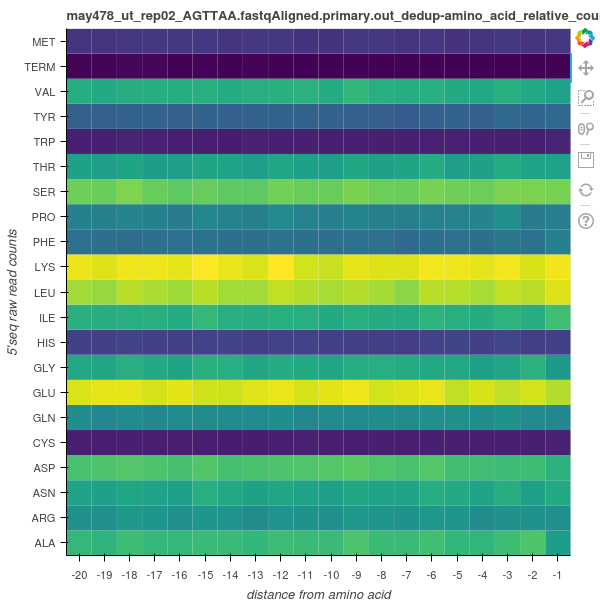 may478_ut_rep02_AGTTAA.fastqAligned.primary.out_dedup-amino_acid_relative_cou
MET
TERM
VAL
TYR
TRP
THR
SER
PRO
PHE
LYS
LEU
ILE
HIS
GLY
GLU
GLN
CYS
ASP
ASN
ARG
ALA
5'seq raw read counts
-20 -19 -18 -17 -16 -15 -14 -13 -12 -11 -10 -9 -8 -7 -6 -5 -4 -3 -2 -1
distance from amino acid